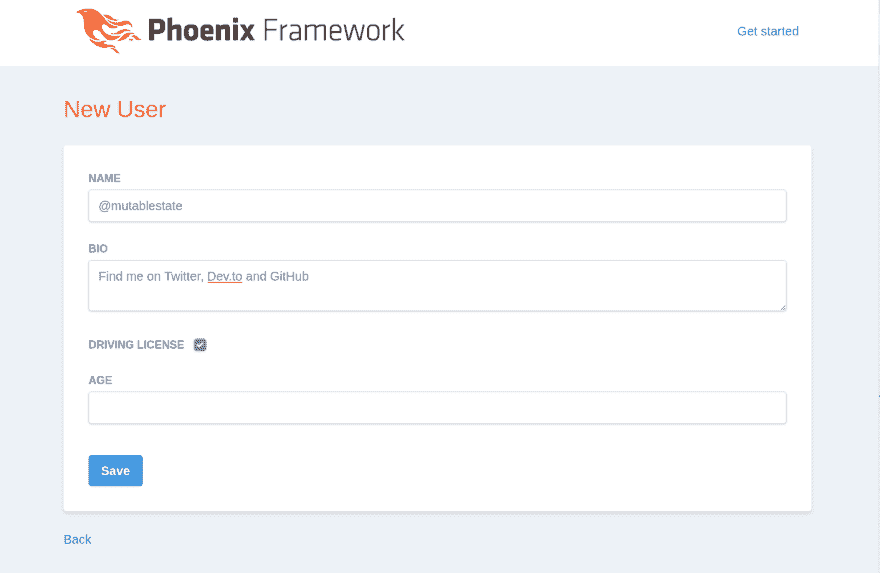 Phoenix Framework
Get started
New User
NAME
@mutablestate
BIO
Find me on Twitter, Dev.to and GitHub
DRIVING LICENSE
AGE
Save
Back